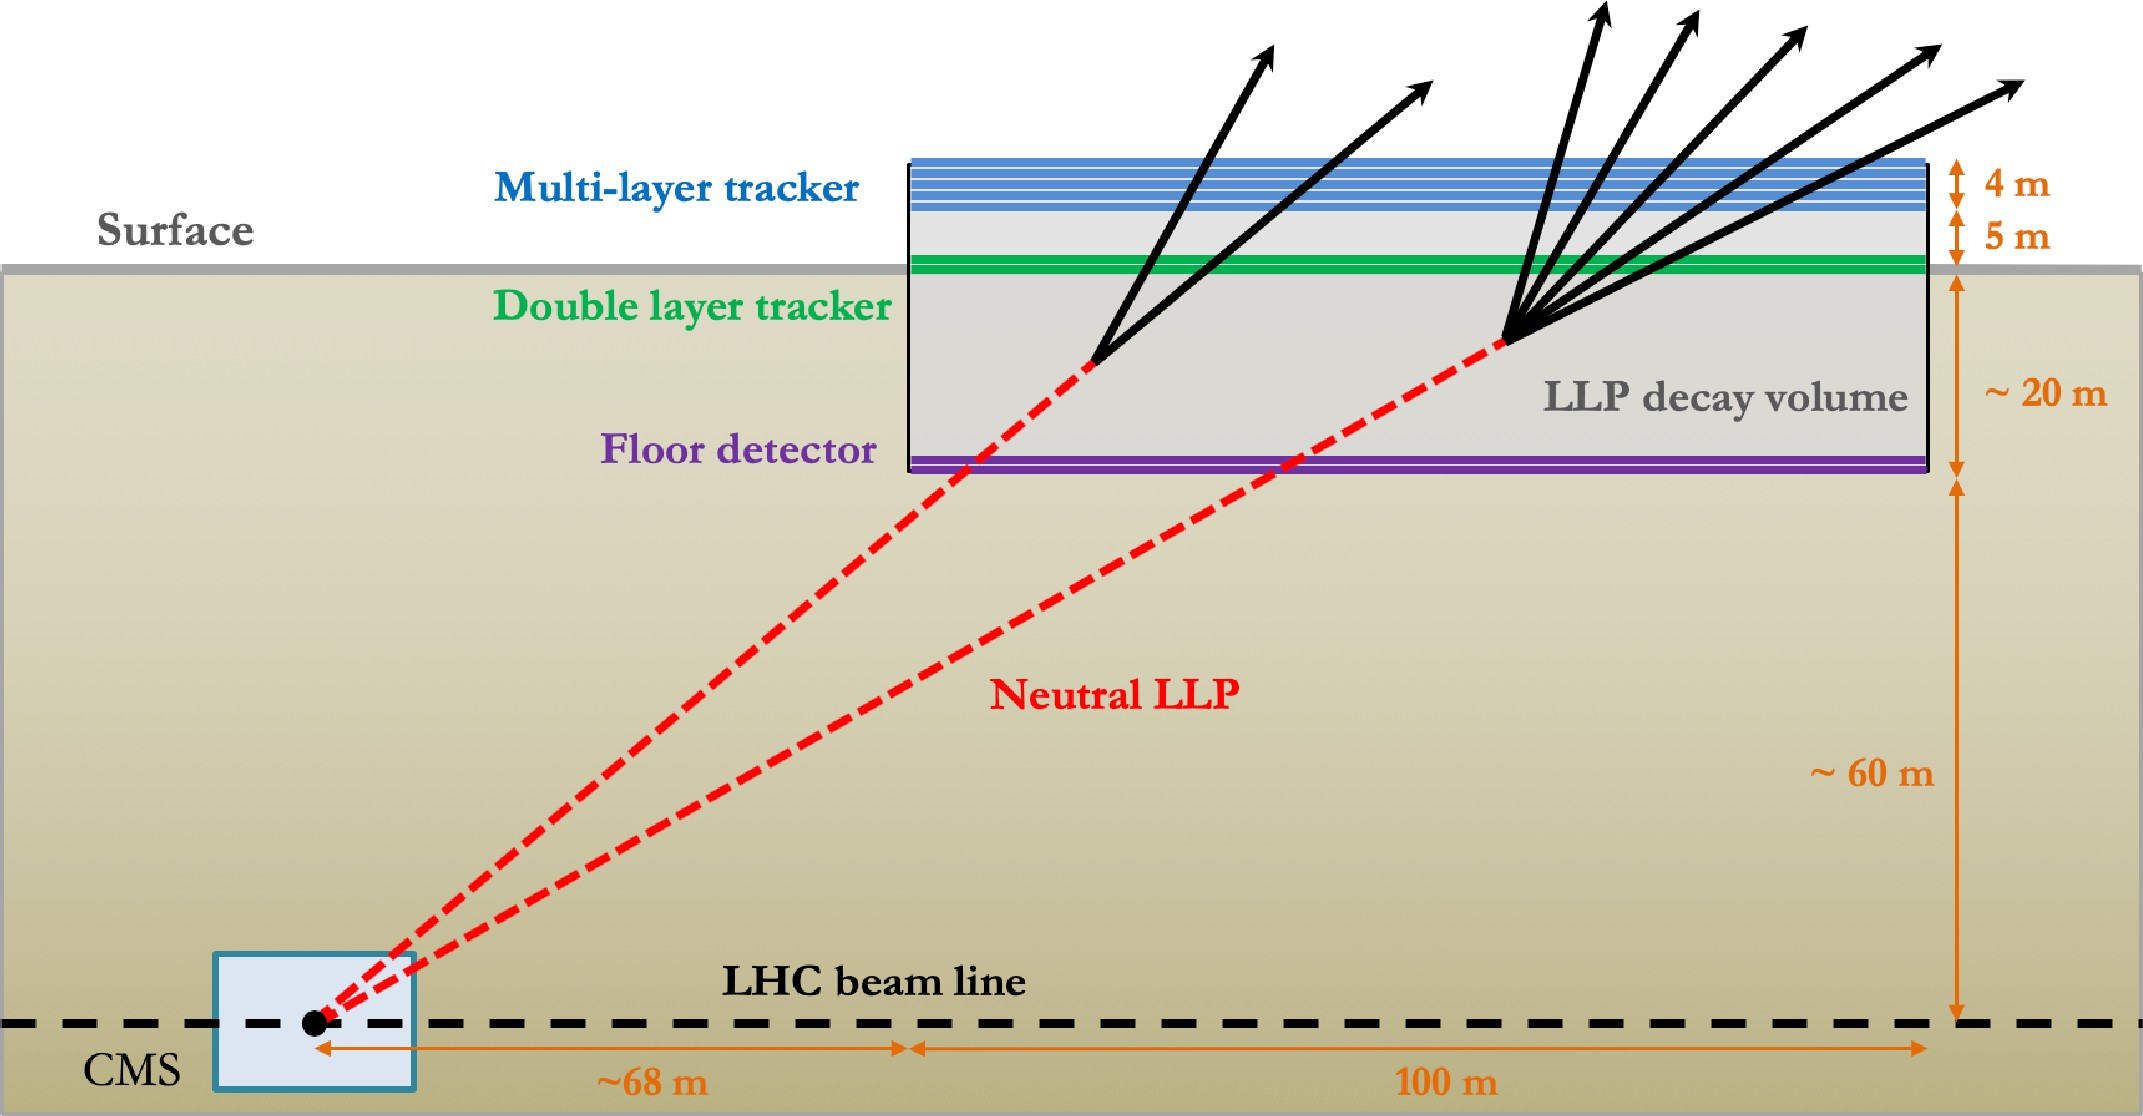 Multi-layer tracker
4 m
Surface
5 m
Double layer tracker
~ 20 m
LLP decay volume
Floor detector
Neutral LLP
~ 60 m
LHC beam line
CMS
~68 m
100 m